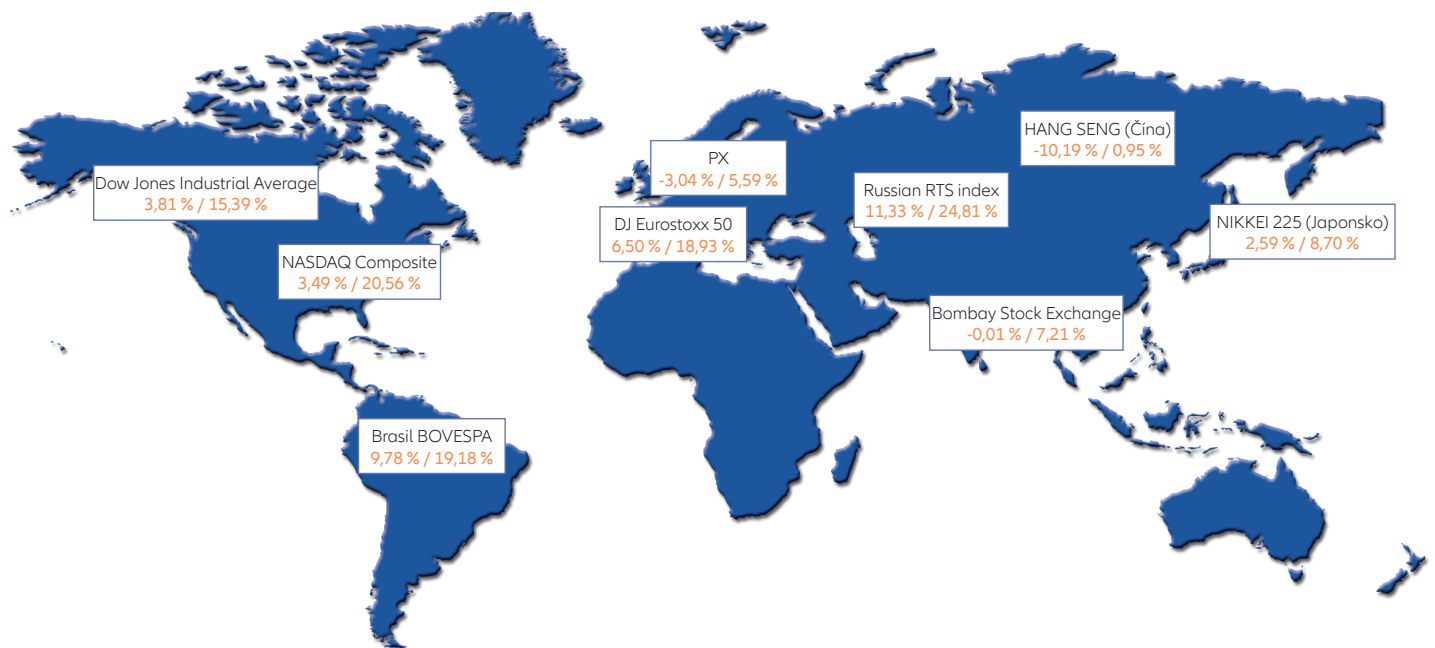 HANG SENG (Čína)
-10,19 % / 0,95 %
PX
-3,04 % / 5,59 %
Dow Jones Industrial Average
3,81 % / 15,39 %
Russian RTS index
11,33 % / 24,81 %
DJ Eurostoxx 50
6,50 % / 18,93 %
NIKKEI 225 (Japonsko)
2,59 % / 8,70 %
NASDAQ Composite
3,49 % / 20,56 %
Bombay Stock Exchange
-0,01 % / 7,21 %
Brasil BOVESPA
9,78 % / 19,18 %